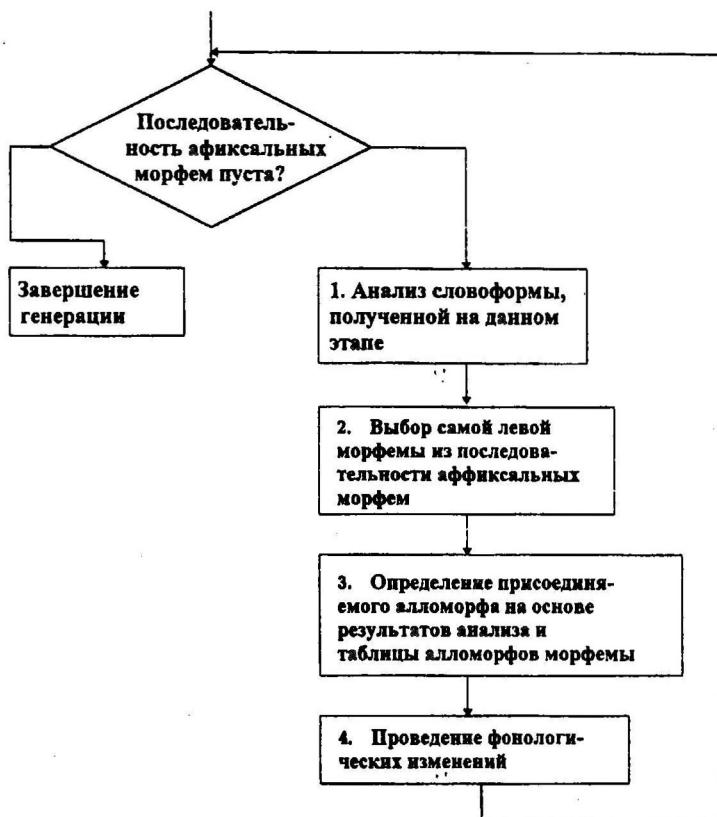 Последователь-
ность афиксальных
морфем пуста?
Завершение
генерации
1. Анализ словоформы,
полученной на данном
этапе
2. Выбор самой левой
морфемы из последова-
тельности аффиксальных
морфем
3. Определение присоединя-
емого алломорфа на основе
результатов анализа и
таблицы алломорфов морфемы
4. Проведение фонологи-
ческих изменений